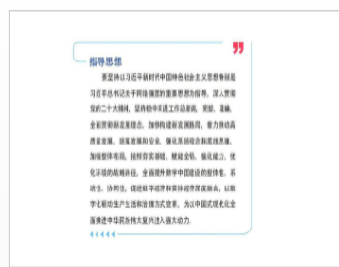 指导思想
要坚持以习近平新时代中国特色社会主义思想特别是
习近平总书记关于网络强国的重要思想为指导，深入贯彻
党的二十大精神，坚持稳中求进工作总基调，完整、准确、
全面贯彻新发展理念，加快构建新发展格局，着力推动高
质量发展，统筹发展和安全，强化系统观念和底线思维，
加强整体布局，按照夯实基础、赋能全局、强化能力、优
化环境的战略路径，全面提升数字中国建设的整体性、系
统性、协同性，促进数字经济和实体经济深度融合，以数
字化驱动生产生活和治理方式变革，为以中国式现代化全
面推进中华民族伟大复兴注入强大动力。